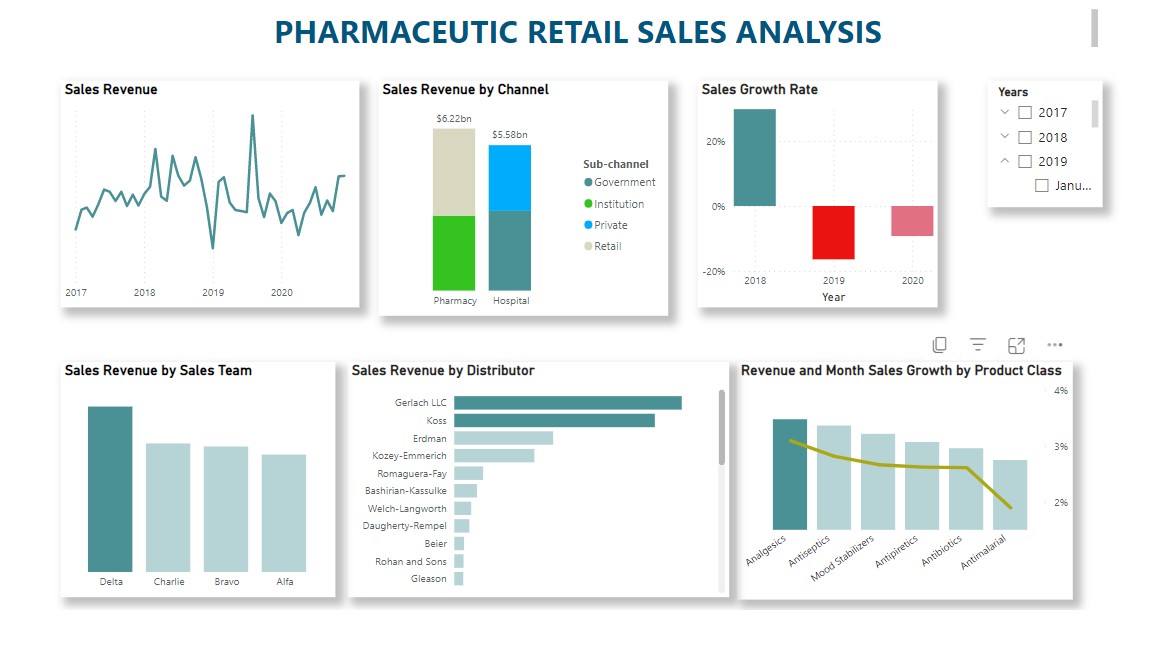 PHARMACEUTIC RETAIL SALES ANALYSIS
Sales Revenue
2017 2018 2019 2020
Sales Revenue by Channel
$6.22bn
$5.58bn
Pharmacy Hospital
Sub-channel
Government
Institution
Private
Retail
Sales Growth Rate
20%
0%
-20%
2018 2019 2020
Year
Years
2017
2018
2019
Janu...
Sales Revenue by Sales Team
Delta Charlie Bravo Alfa
Sales Revenue by Distributor
Gerlach LLC
Koss
Erdman
Kozey-Emmerich
Romaguera-Fay
Bashirian-Kassulke
Welch-Langworth
Daugherty-Rempel
Beier
Rohan and Sons
Gleason
Revenue and Month Sales Growth by Product Class
4%
3%
2%
Analgesics
Antiseptics
Mood Stabilizers
Antipiretics
Antibiotics
Antimalarial